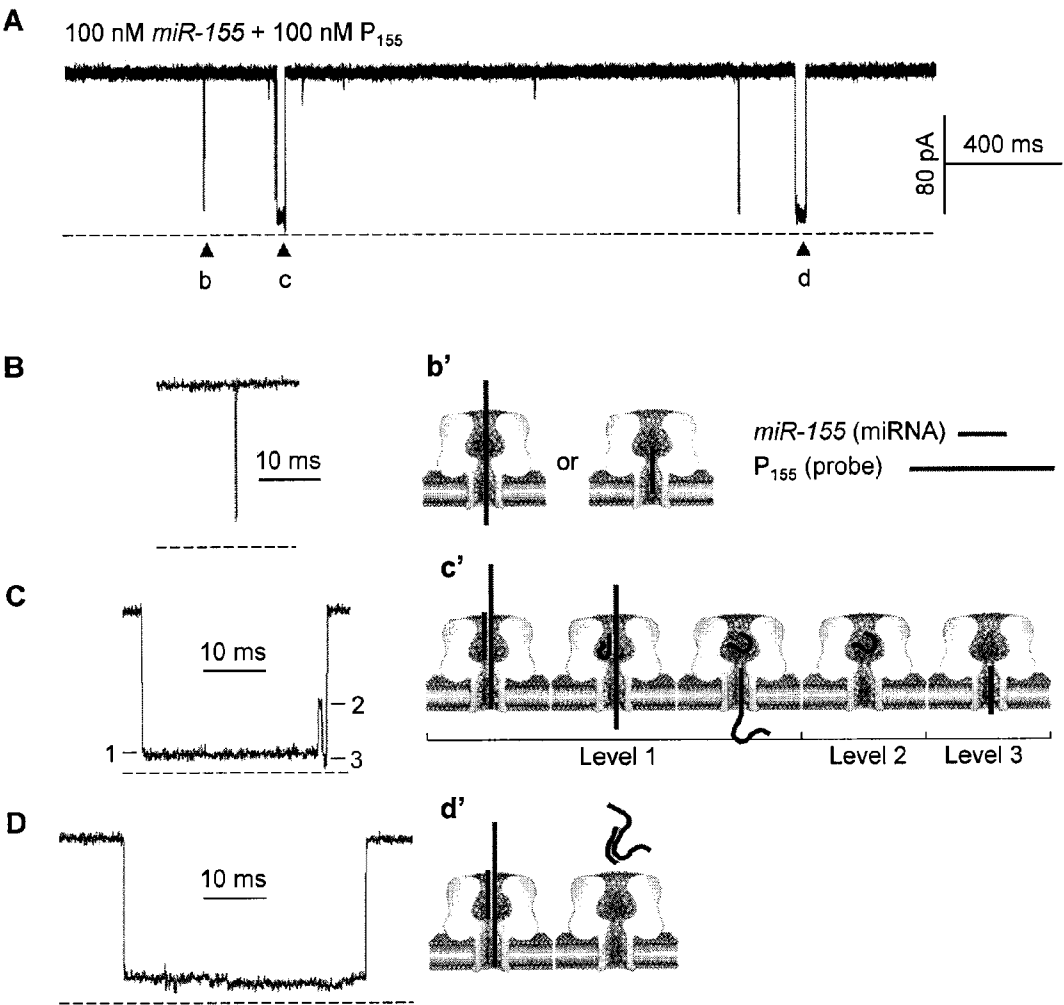 A
100 nM miR-155 + 100 nM P155
80 pA
400 ms
b
c
d
B
10 ms
b'
or
miR-155 (miRNA)
P155 (probe)
C
10 ms
1
2
3
c'
Level 1
Level 2
Level 3
D
10 ms
d'